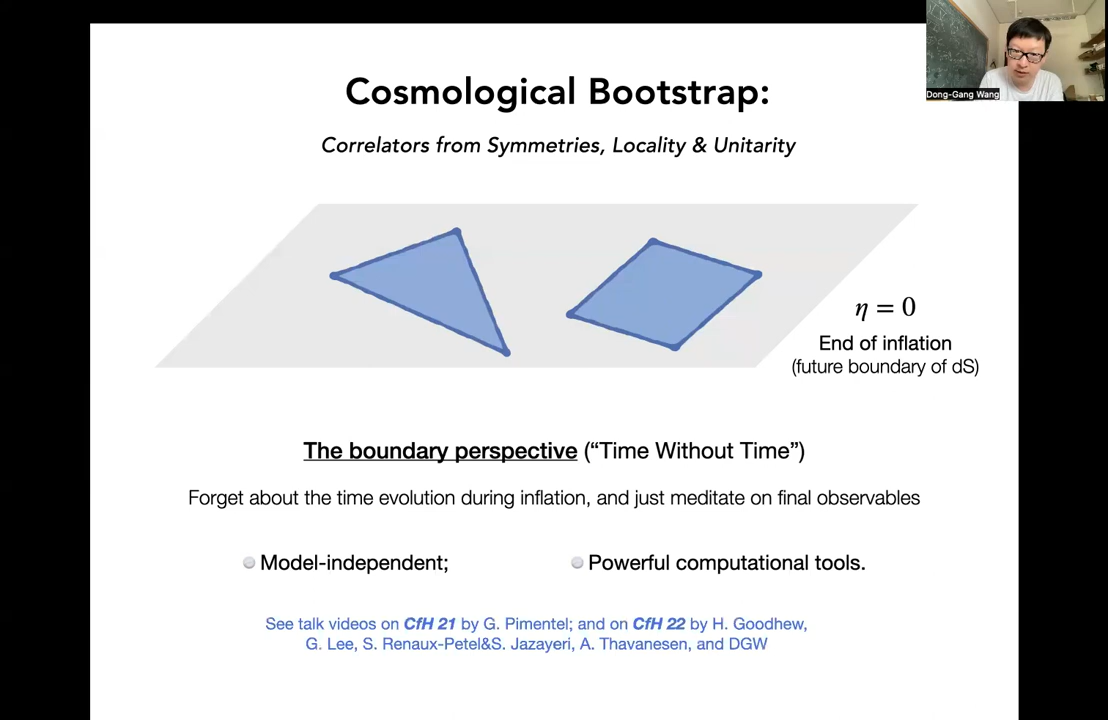 Cosmological Bootstrap:
Correlators from Symmetries, Locality & Unitarity
Dong-Gang Wang
η = 0
End of inflation
(future boundary of dS)
The boundary perspective (“Time Without Time”)
Forget about the time evolution during inflation, and just meditate on final observables
Model-independent;
Powerful computational tools.
See talk videos on CfH 21 by G. Pimentel; and on CfH 22 by H. Goodhew,
G. Lee, S. Renaux-Petel&S. Jazayeri, A. Thavanesen, and DGW